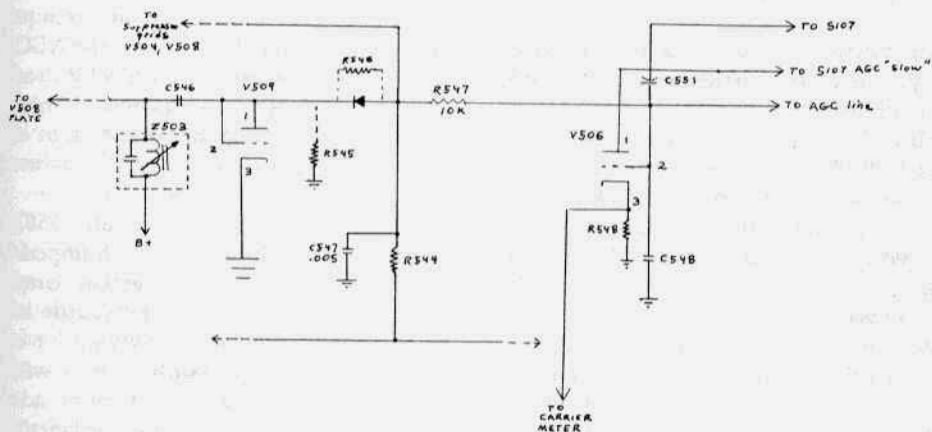 TO
Suppressor
grids
V504, V508
TO S107
R546
C551
TO S107 AGC "Slow"
C546
V509
R547
TO
V508
PLATE
10K
TO AGC line
Z503
1
2
3
R545
V506
1
2
3
B+
C547
.005
R544
R548
C548
TO
CARRIER
METER